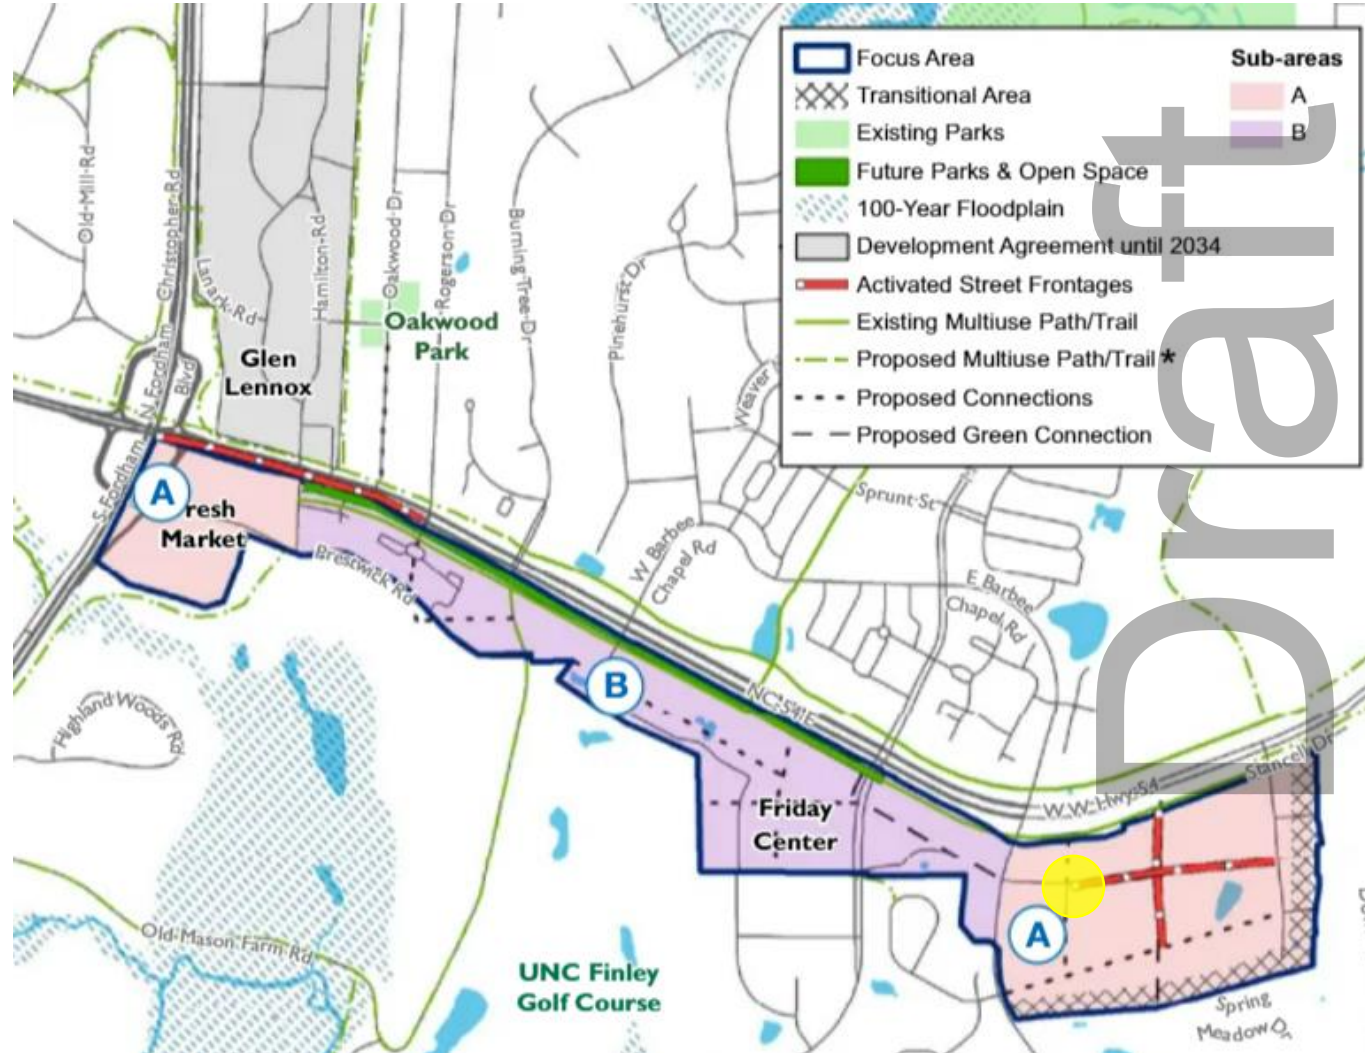 Focus Area
Transitional Area
Existing Parks
Future Parks & Open Space
100-Year Floodplain
Development Agreement until 2034
Activated Street Frontages
Existing Multiuse Path/Trail
Proposed Multiuse Path/Trail *
Proposed Connections
Proposed Green Connection
Sub-areas
A
B
Draft
Old-Mill-Rd
Christopher-Rd
Lanark-Rd
Hamilton-Rd
Oakwood-Dr
Rogerson-Dr
Burning-Tree-Dr
Pinehurst Dr
Weaver
N Fordham
Blvd
S Fordham
Glen
Lennox
Oakwood
Park
A
resh
Market
Prestwick Rd
W Barbee
Chapel Rd
Sprunt St
E Barbee
Chapel Rd
B
NC-54 E
Highland Woods Rd
Friday
Center
W W Hwy 54
Stancell Dr
A
Old Mason Farm Rd
UNC Finley
Golf Course
Spring
Meadow Dr